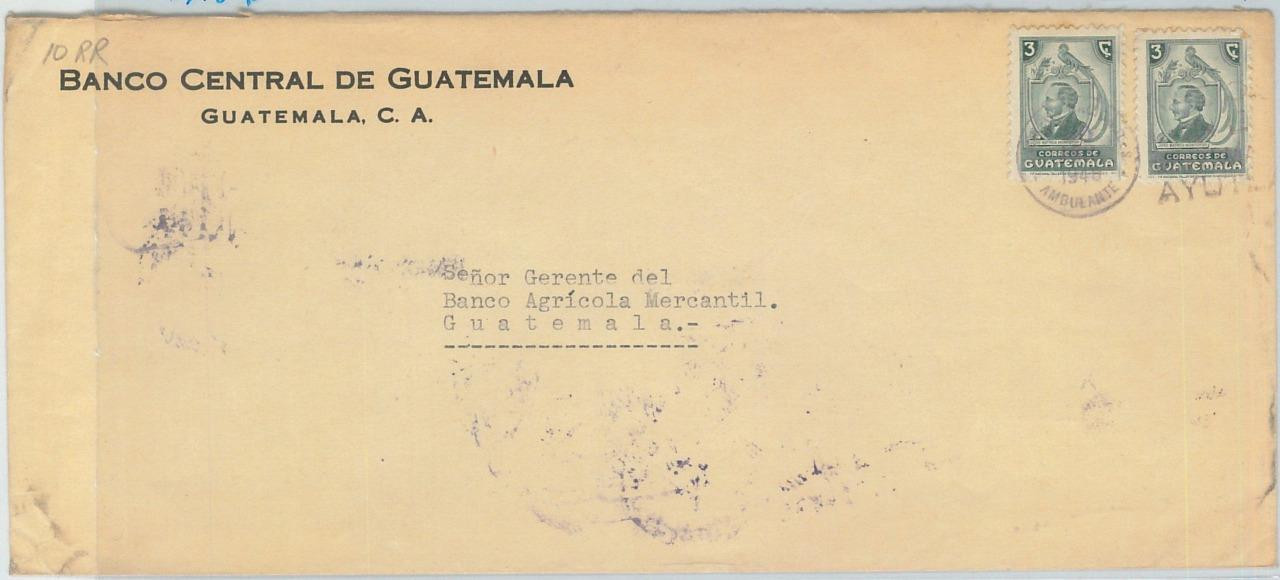 10 RR
BANCO CENTRAL DE GUATEMALA
GUATEMALA, C. A.
3 ¢
CORREOS DE
GUATEMALA
3 ¢
CORREOS DE
GUATEMALA
AMBULANTE
Señor Gerente del
Banco Agrícola Mercantil.
G u a t e m a l a.-